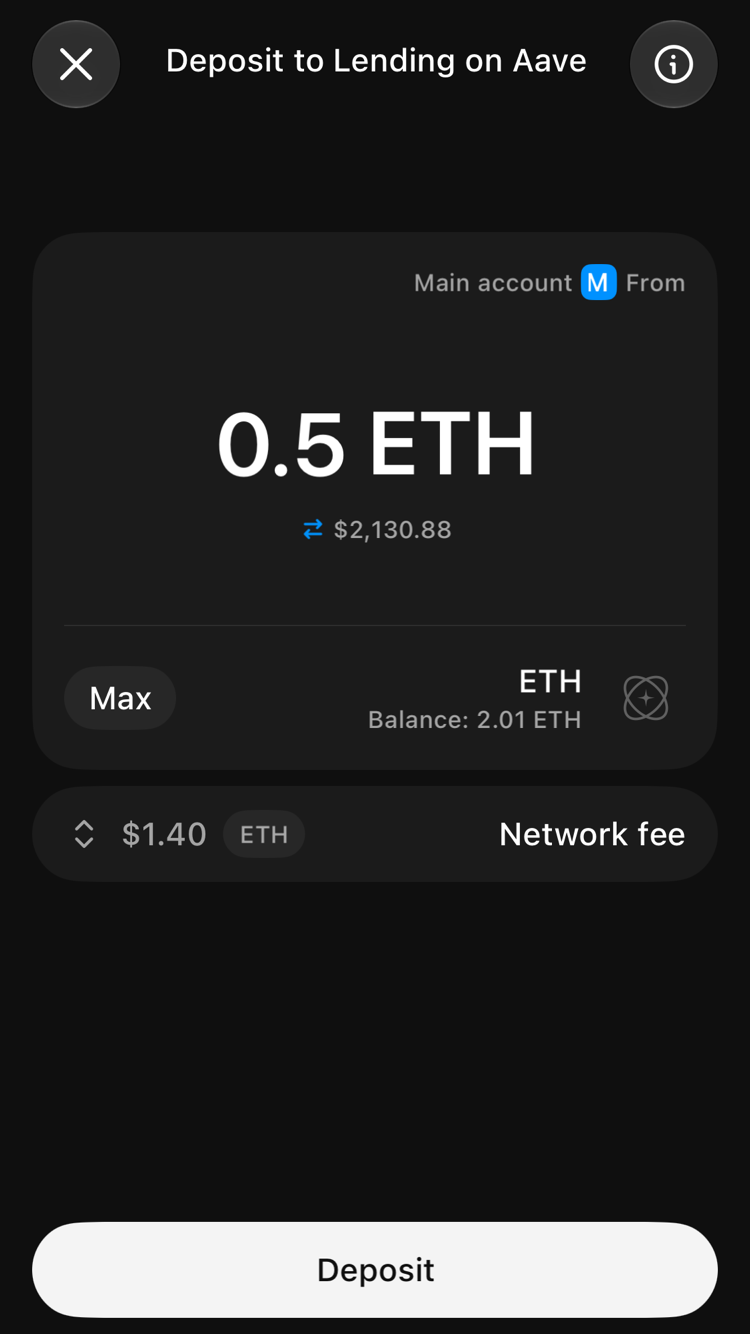 Deposit to Lending on Aave
Main account M From
0.5 ETH
$2,130.88
Max
ETH
Balance: 2.01 ETH
$1.40 ETH Network fee
Deposit